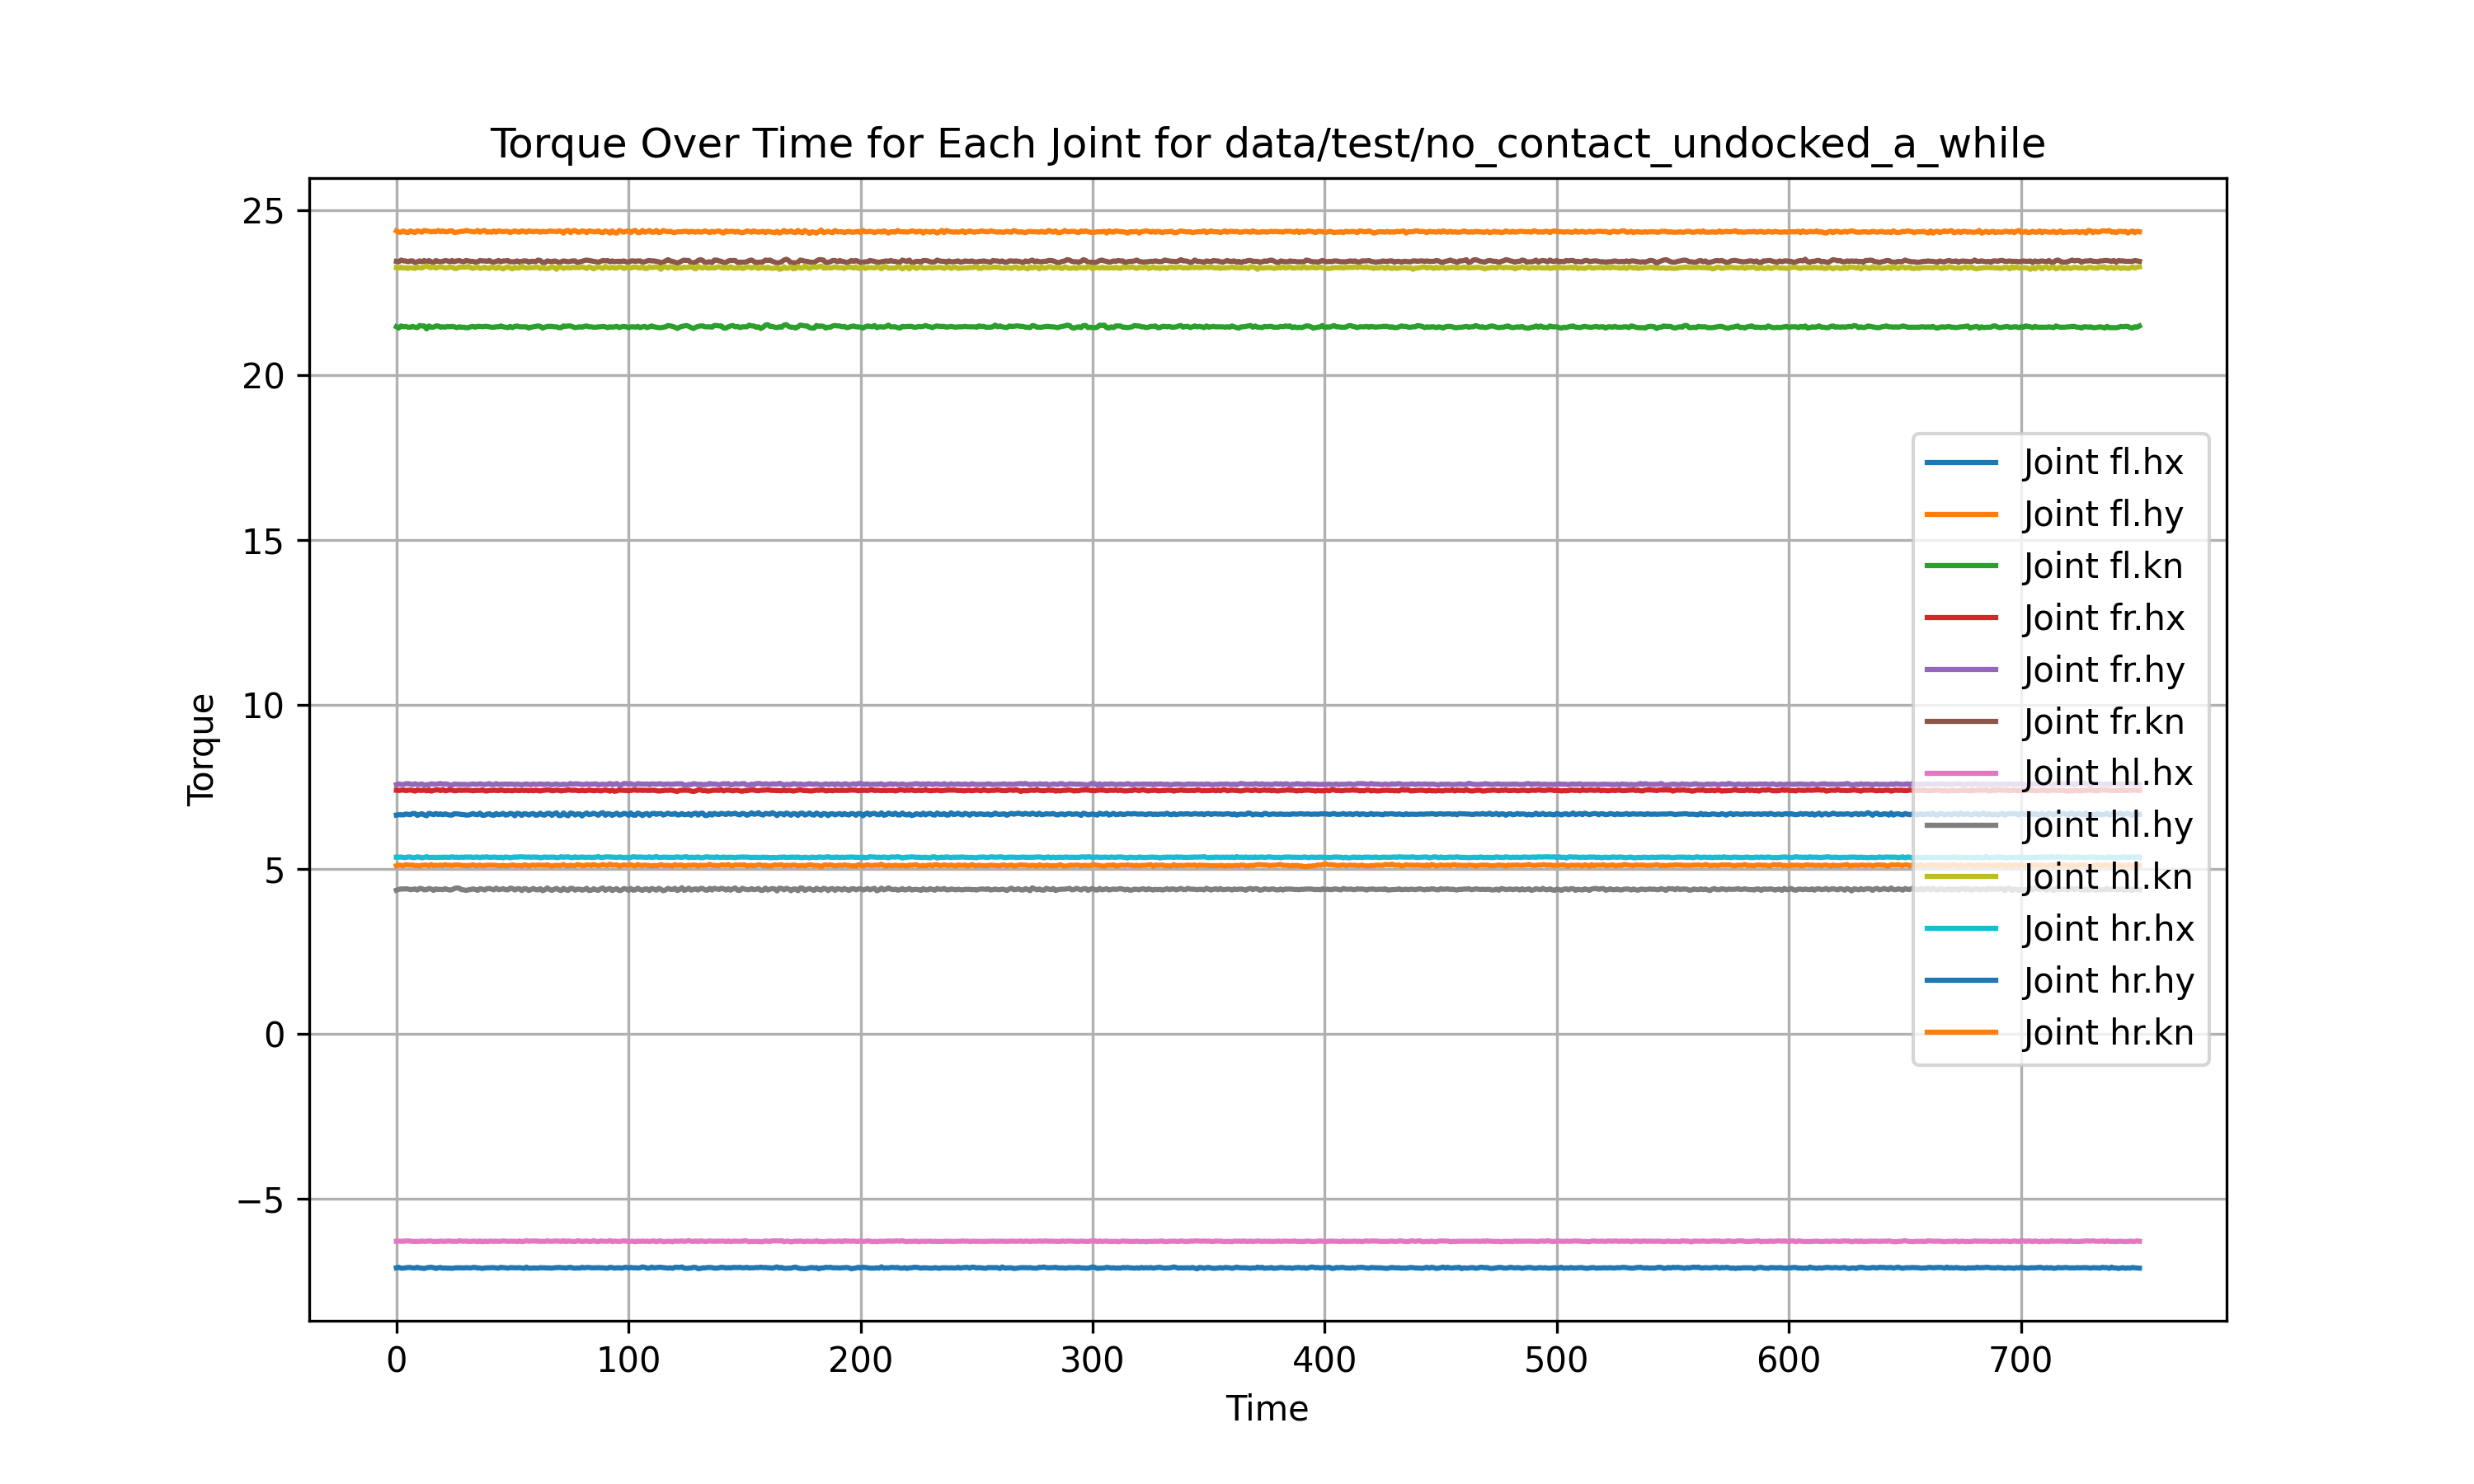 Torque Over Time for Each Joint for data/test/no_contact_undocked_a_while
25
20
15
10
5
0
−5
Torque
Joint fl.hx
Joint fl.hy
Joint fl.kn
Joint fr.hx
Joint fr.hy
Joint fr.kn
Joint hl.hx
Joint hl.hy
Joint hl.kn
Joint hr.hx
Joint hr.hy
Joint hr.kn
0 100 200 300 400 500 600 700
Time